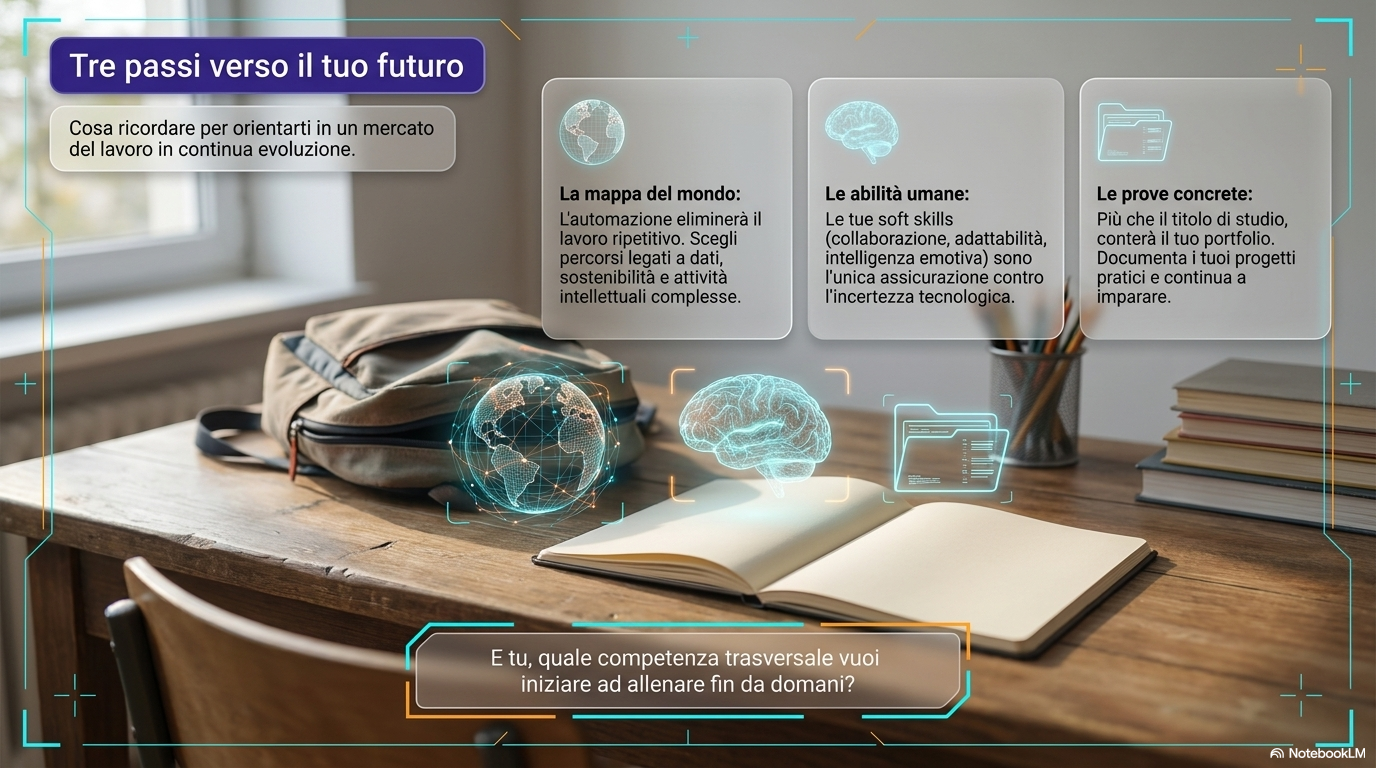 Tre passi verso il tuo futuro
Cosa ricordare per orientarti in un mercato
del lavoro in continua evoluzione.
La mappa del mondo:
L'automazione eliminerà il
lavoro ripetitivo. Scegli
percorsi legati a dati,
sostenibilità e attività
intellettuali complesse.
Le abilità umane:
Le tue soft skills
(collaborazione, adattabilità,
intelligenza emotiva) sono
l'unica assicurazione contro
l'incertezza tecnologica.
Le prove concrete:
Più che il titolo di studio,
conterà il tuo portfolio.
Documenta i tuoi progetti
pratici e continua a
imparare.
E tu, quale competenza trasversale vuoi
iniziare ad allenare fin da domani?
NotebookLM